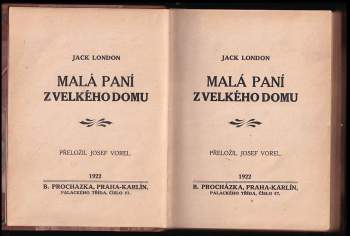 JACK LONDON
MALÁ PANÍ
Z VELKÉHO DOMU
PŘELOŽIL JOSEF VOREL.
1922
B. PROCHÁZKA, PRAHA-KARLÍN,
PALACKÉHO TŘÍDA, ČÍSLO 57.
JACK LONDON
MALÁ PANÍ
Z VELKÉHO DOMU
PŘELOŽIL JOSEF VOREL.
1922
B. PROCHÁZKA, PRAHA-KARLÍN,
PALACKÉHO TŘÍDA, ČÍSLO 57.